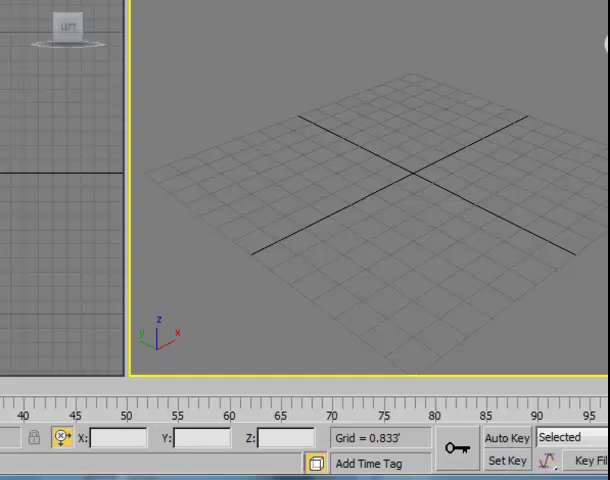 LEFT
z
y
x
40 45 50 55 60 65 70 75 80 85 90 95
X: Y: Z: Grid = 0.833' Auto Key Selected
Add Time Tag Set Key Key Fil